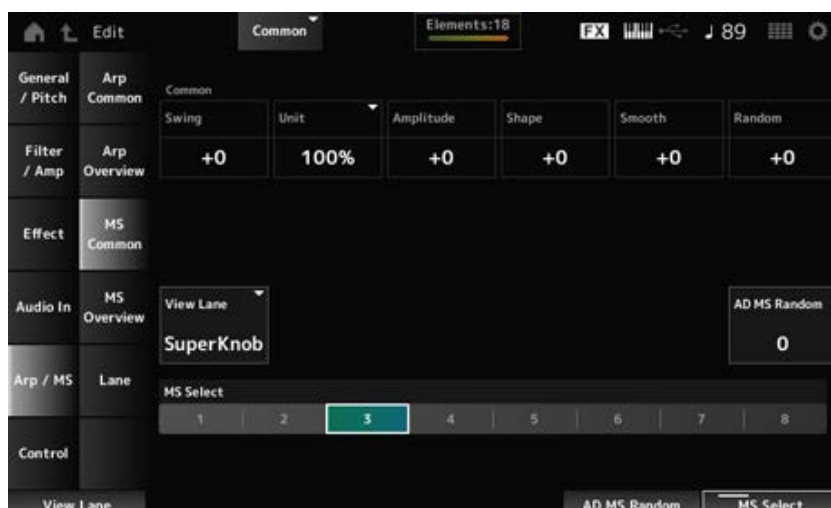 Edit
Common
Elements:18
FX
♩ 89
General / Pitch
Filter / Amp
Effect
Audio In
Arp / MS
Control
Arp Common
Arp Overview
MS Common
MS Overview
Lane
Common
Swing
+0
Unit
100%
Amplitude
+0
Shape
+0
Smooth
+0
Random
+0
View Lane
SuperKnob
AD MS Random
0
MS Select
1 2 3 4 5 6 7 8
View Lane
AD MS Random
MS Select